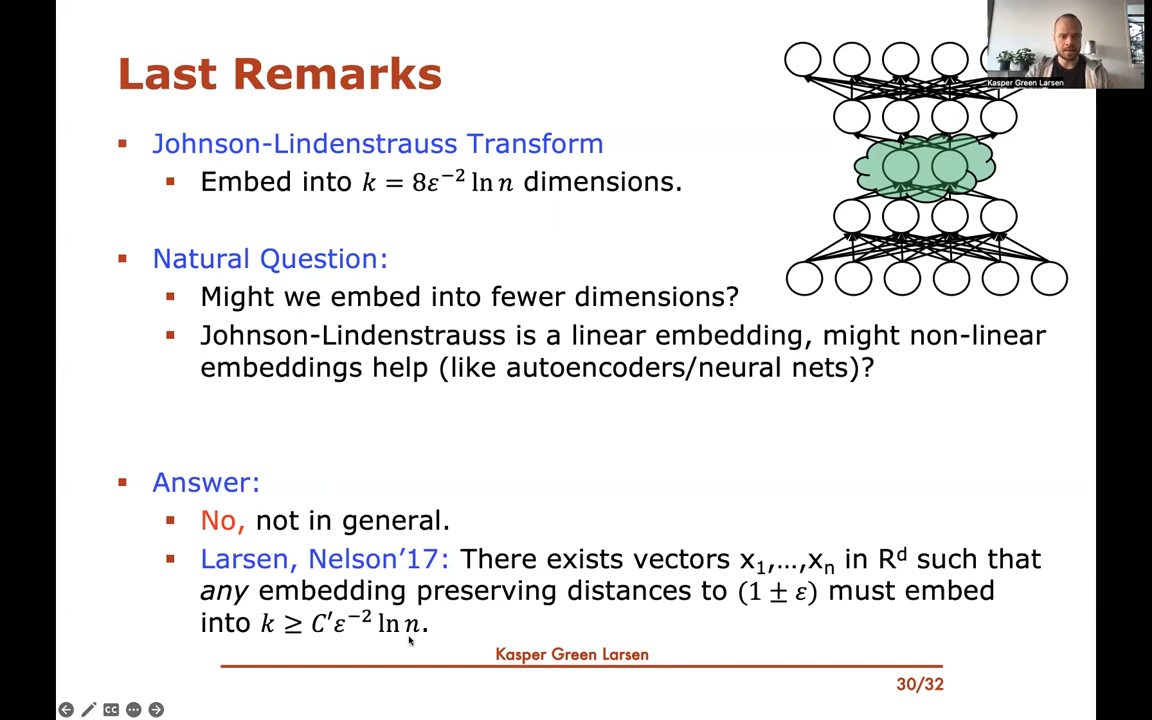 Last Remarks
Kasper Green Larsen
▪ Johnson-Lindenstrauss Transform
▪ Embed into k = 8ε⁻² ln n dimensions.
▪ Natural Question:
▪ Might we embed into fewer dimensions?
▪ Johnson-Lindenstrauss is a linear embedding, might non-linear
embeddings help (like autoencoders/neural nets)?
▪ Answer:
▪ No, not in general.
▪ Larsen, Nelson’17: There exists vectors x₁,…,xₙ in Rᵈ such that
any embedding preserving distances to (1 ± ε) must embed
into k ≥ C′ε⁻² ln n.
Kasper Green Larsen
30/32
CC